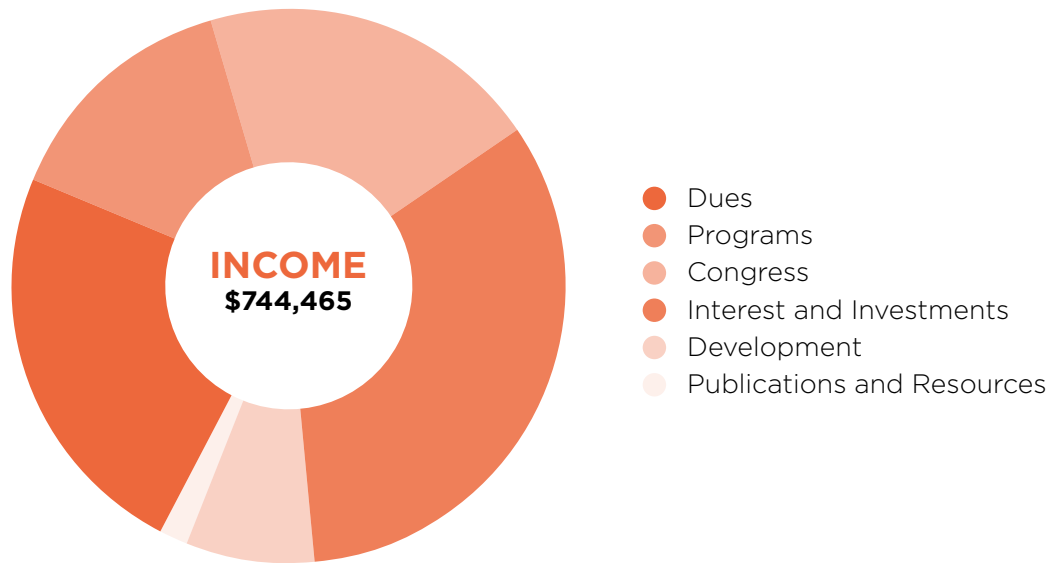 INCOME
$744,465
Dues
Programs
Congress
Interest and Investments
Development
Publications and Resources